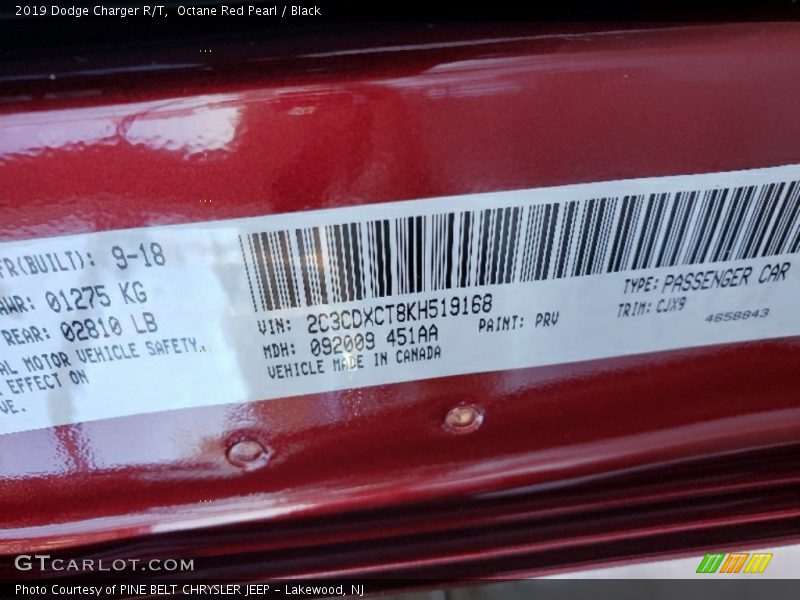 2019 Dodge Charger R/T,  Octane Red Pearl / Black
FR(BUILT): 9-18
AWR: 01275 KG
REAR: 02810 LB
AL MOTOR VEHICLE SAFETY.
EFFECT ON
VE.
VIN: 2C3CDXCT8KH519168
MDH: 092009 451AA
VEHICLE MADE IN CANADA
PAINT: PRV
TYPE: PASSENGER CAR
TRIM: CJX9
4658843
GTCARLOT.COM
Photo Courtesy of PINE BELT CHRYSLER JEEP - Lakewood, NJ